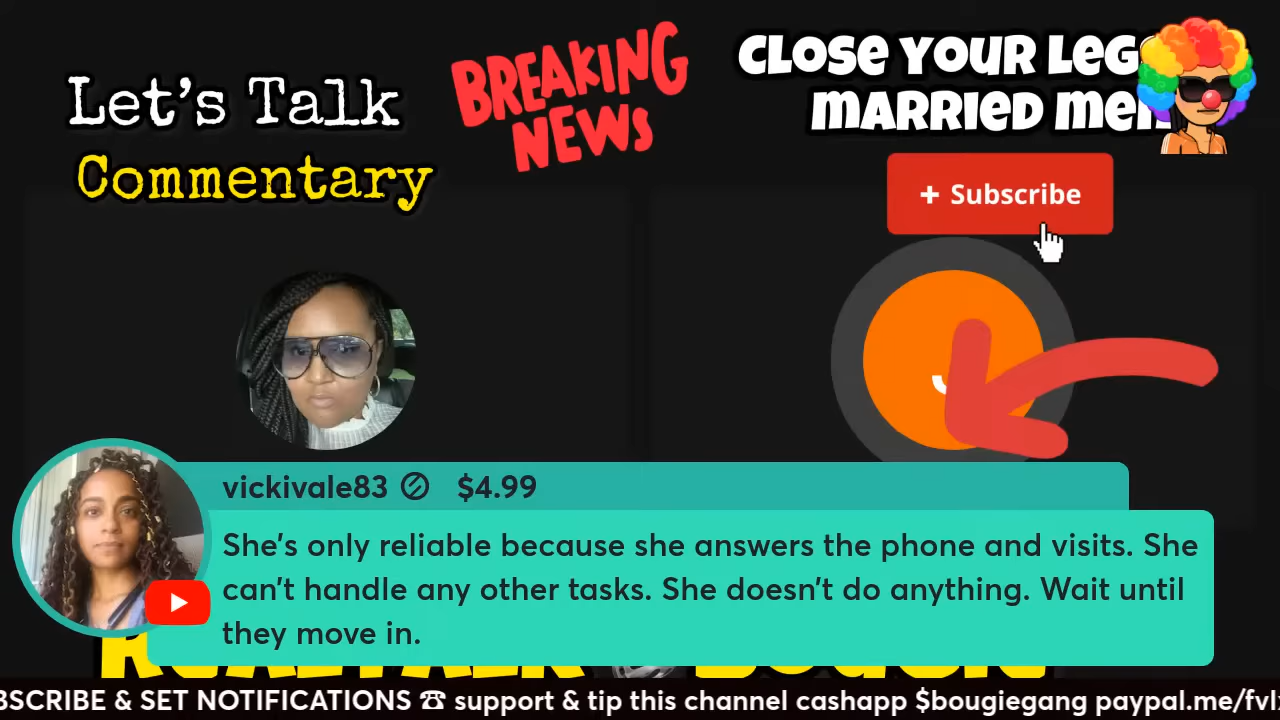 Let's Talk
Commentary
BREAKING
NEWS
CLOSE YOUR LEG
MARRIED MEN
+ Subscribe
vickivale83 $4.99
She's only reliable because she answers the phone and visits. She
can't handle any other tasks. She doesn't do anything. Wait until
they move in.
BSCRIBE & SET NOTIFICATIONS ☎ support & tip this channel cashapp $bougiegang paypal.me/fvlx